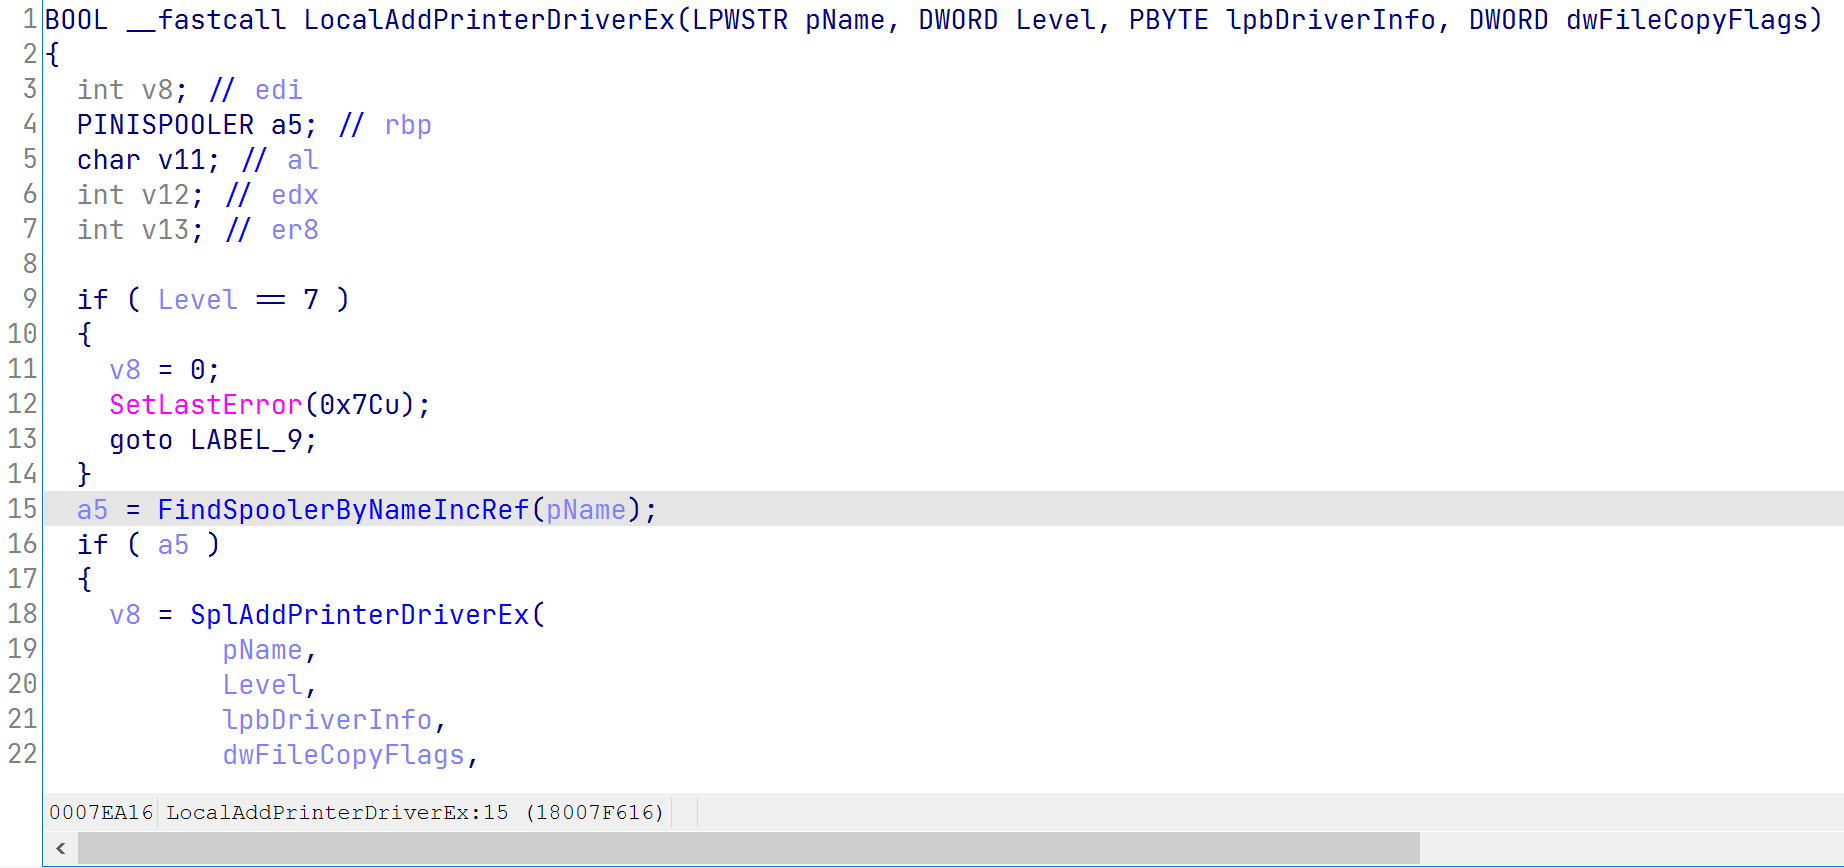 1 BOOL __fastcall LocalAddPrinterDriverEx(LPWSTR pName, DWORD Level, PBYTE lpbDriverInfo, DWORD dwFileCopyFlags)
2 {
3   int v8; // edi
4   PINISPOOLER a5; // rbp
5   char v11; // al
6   int v12; // edx
7   int v13; // er8
8
9   if ( Level == 7 )
10   {
11     v8 = 0;
12     SetLastError(0x7Cu);
13     goto LABEL_9;
14   }
15   a5 = FindSpoolerByNameIncRef(pName);
16   if ( a5 )
17   {
18     v8 = SplAddPrinterDriverEx(
19            pName,
20            Level,
21            lpbDriverInfo,
22            dwFileCopyFlags,
0007EA16 LocalAddPrinterDriverEx:15 (18007F616)